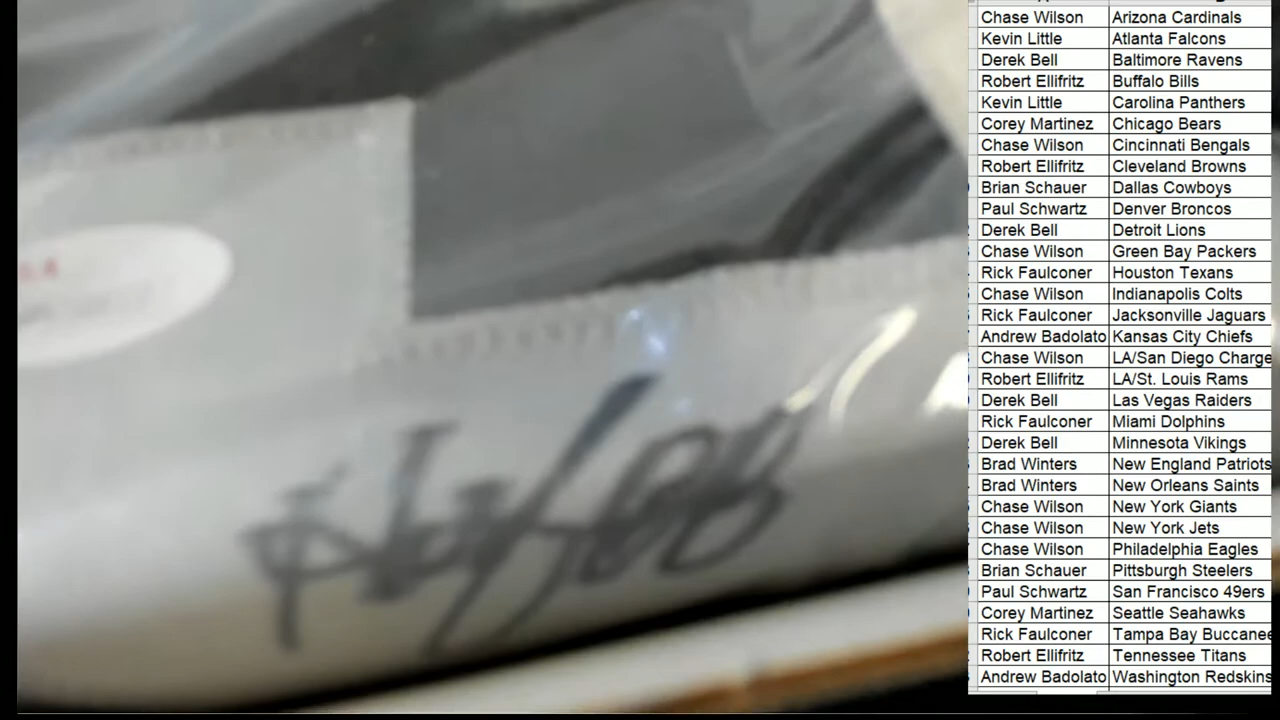 Chase Wilson Arizona Cardinals
Kevin Little Atlanta Falcons
Derek Bell Baltimore Ravens
Robert Ellifritz Buffalo Bills
Kevin Little Carolina Panthers
Corey Martinez Chicago Bears
Chase Wilson Cincinnati Bengals
Robert Ellifritz Cleveland Browns
Brian Schauer Dallas Cowboys
Paul Schwartz Denver Broncos
Derek Bell Detroit Lions
Chase Wilson Green Bay Packers
Rick Faulconer Houston Texans
Chase Wilson Indianapolis Colts
Rick Faulconer Jacksonville Jaguars
Andrew Badolato Kansas City Chiefs
Chase Wilson LA/San Diego Charge
Robert Ellifritz LA/St. Louis Rams
Derek Bell Las Vegas Raiders
Rick Faulconer Miami Dolphins
Derek Bell Minnesota Vikings
Brad Winters New England Patriots
Brad Winters New Orleans Saints
Chase Wilson New York Giants
Chase Wilson New York Jets
Chase Wilson Philadelphia Eagles
Brian Schauer Pittsburgh Steelers
Paul Schwartz San Francisco 49ers
Corey Martinez Seattle Seahawks
Rick Faulconer Tampa Bay Buccanee
Robert Ellifritz Tennessee Titans
Andrew Badolato Washington Redskins